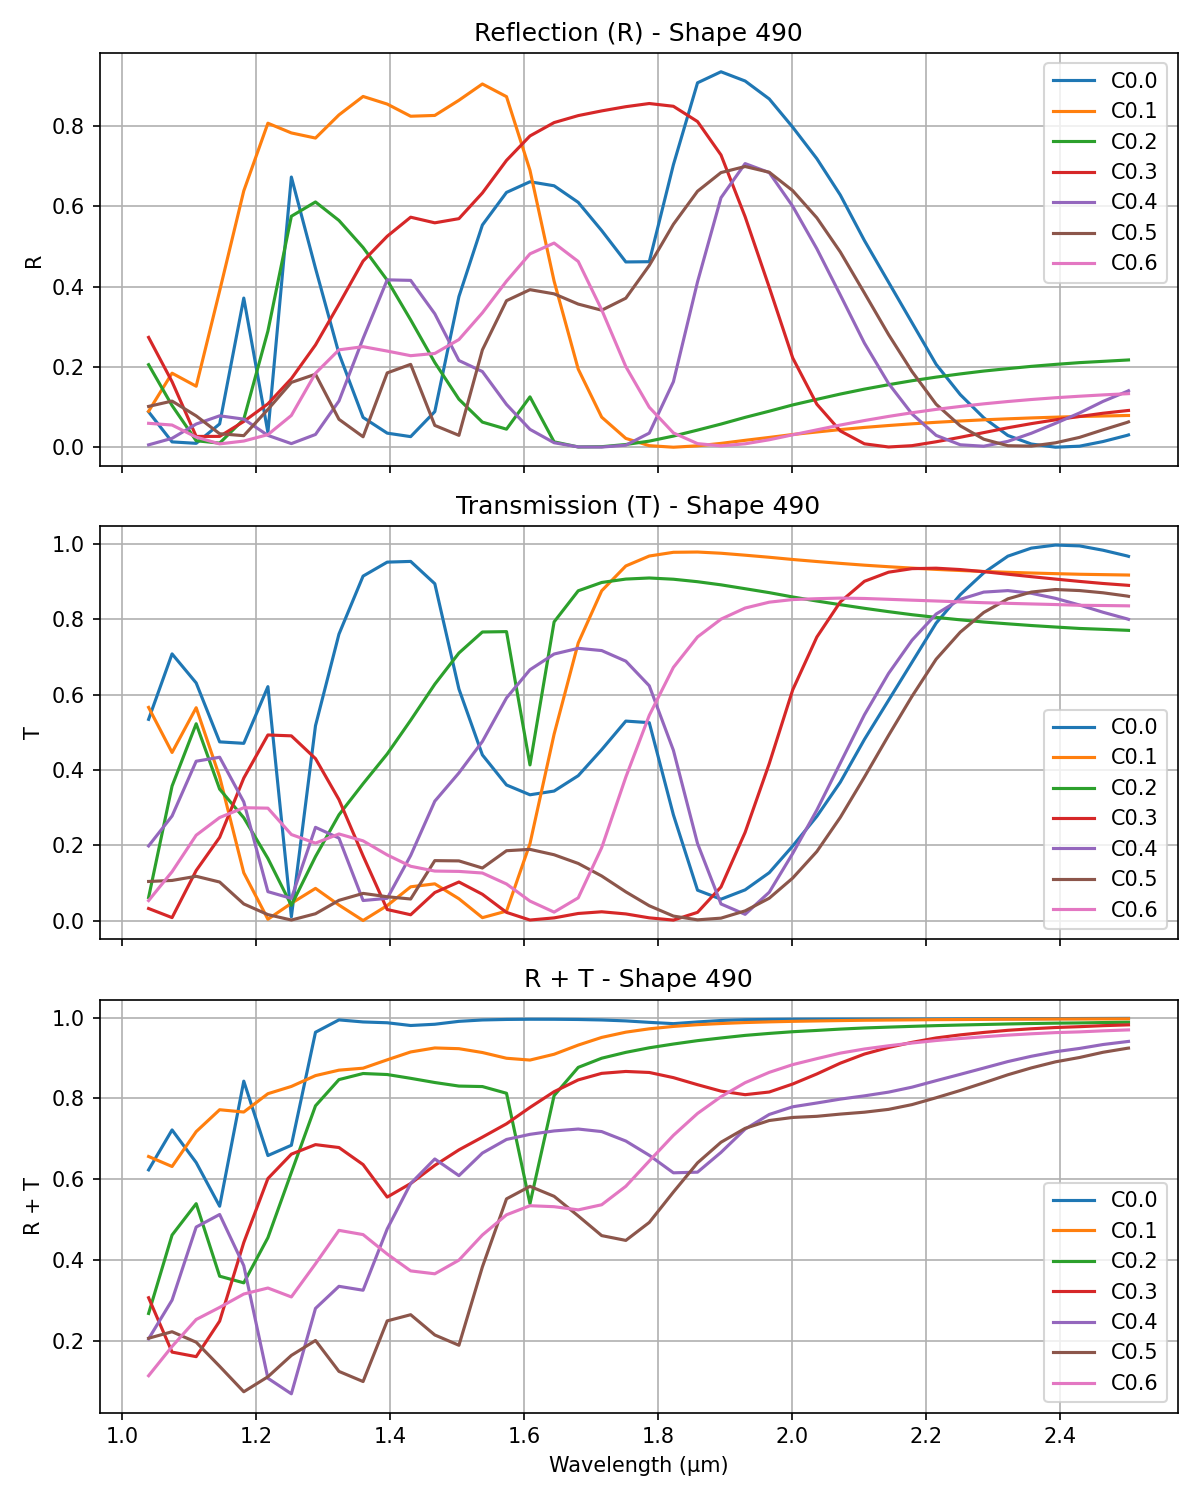 Reflection (R) - Shape 490
0.8
0.6
0.4
0.2
0.0
R
C0.0
C0.1
C0.2
C0.3
C0.4
C0.5
C0.6
Transmission (T) - Shape 490
1.0
0.8
0.6
0.4
0.2
0.0
T
C0.0
C0.1
C0.2
C0.3
C0.4
C0.5
C0.6
R + T - Shape 490
1.0
0.8
0.6
0.4
0.2
R + T
C0.0
C0.1
C0.2
C0.3
C0.4
C0.5
C0.6
1.0 1.2 1.4 1.6 1.8 2.0 2.2 2.4
Wavelength (μm)